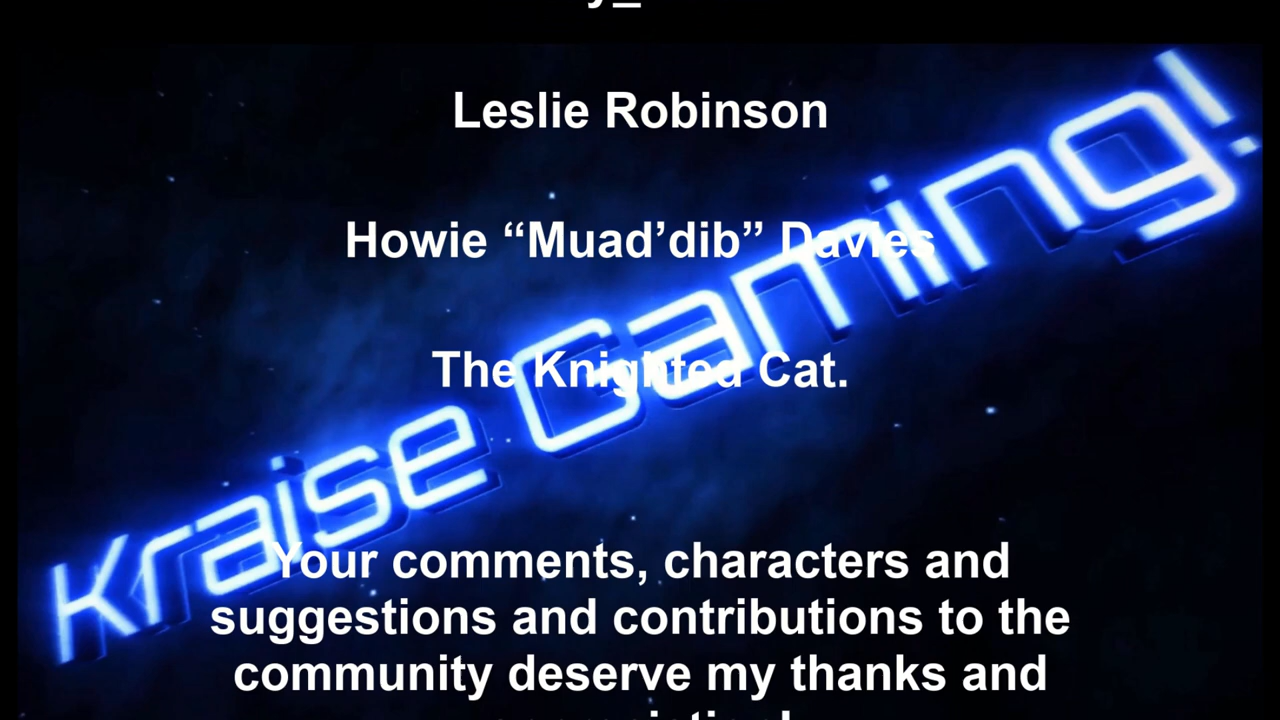 Leslie Robinson
Howie “Muad’dib” Davies
The Knighted Cat.
Kraise Gaming!
Your comments, characters and
suggestions and contributions to the
community deserve my thanks and